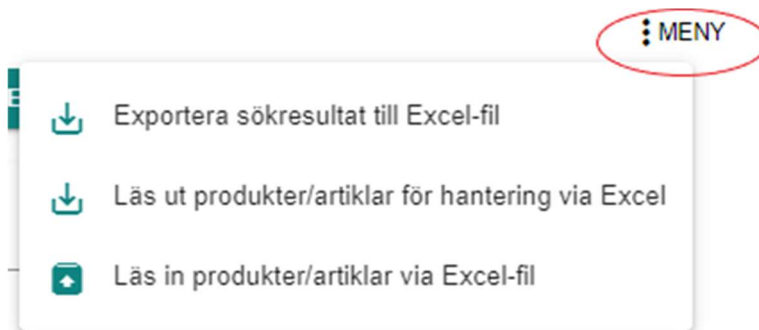 MENY
Exportera sökresultat till Excel-fil
Läs ut produkter/artiklar för hantering via Excel
Läs in produkter/artiklar via Excel-fil